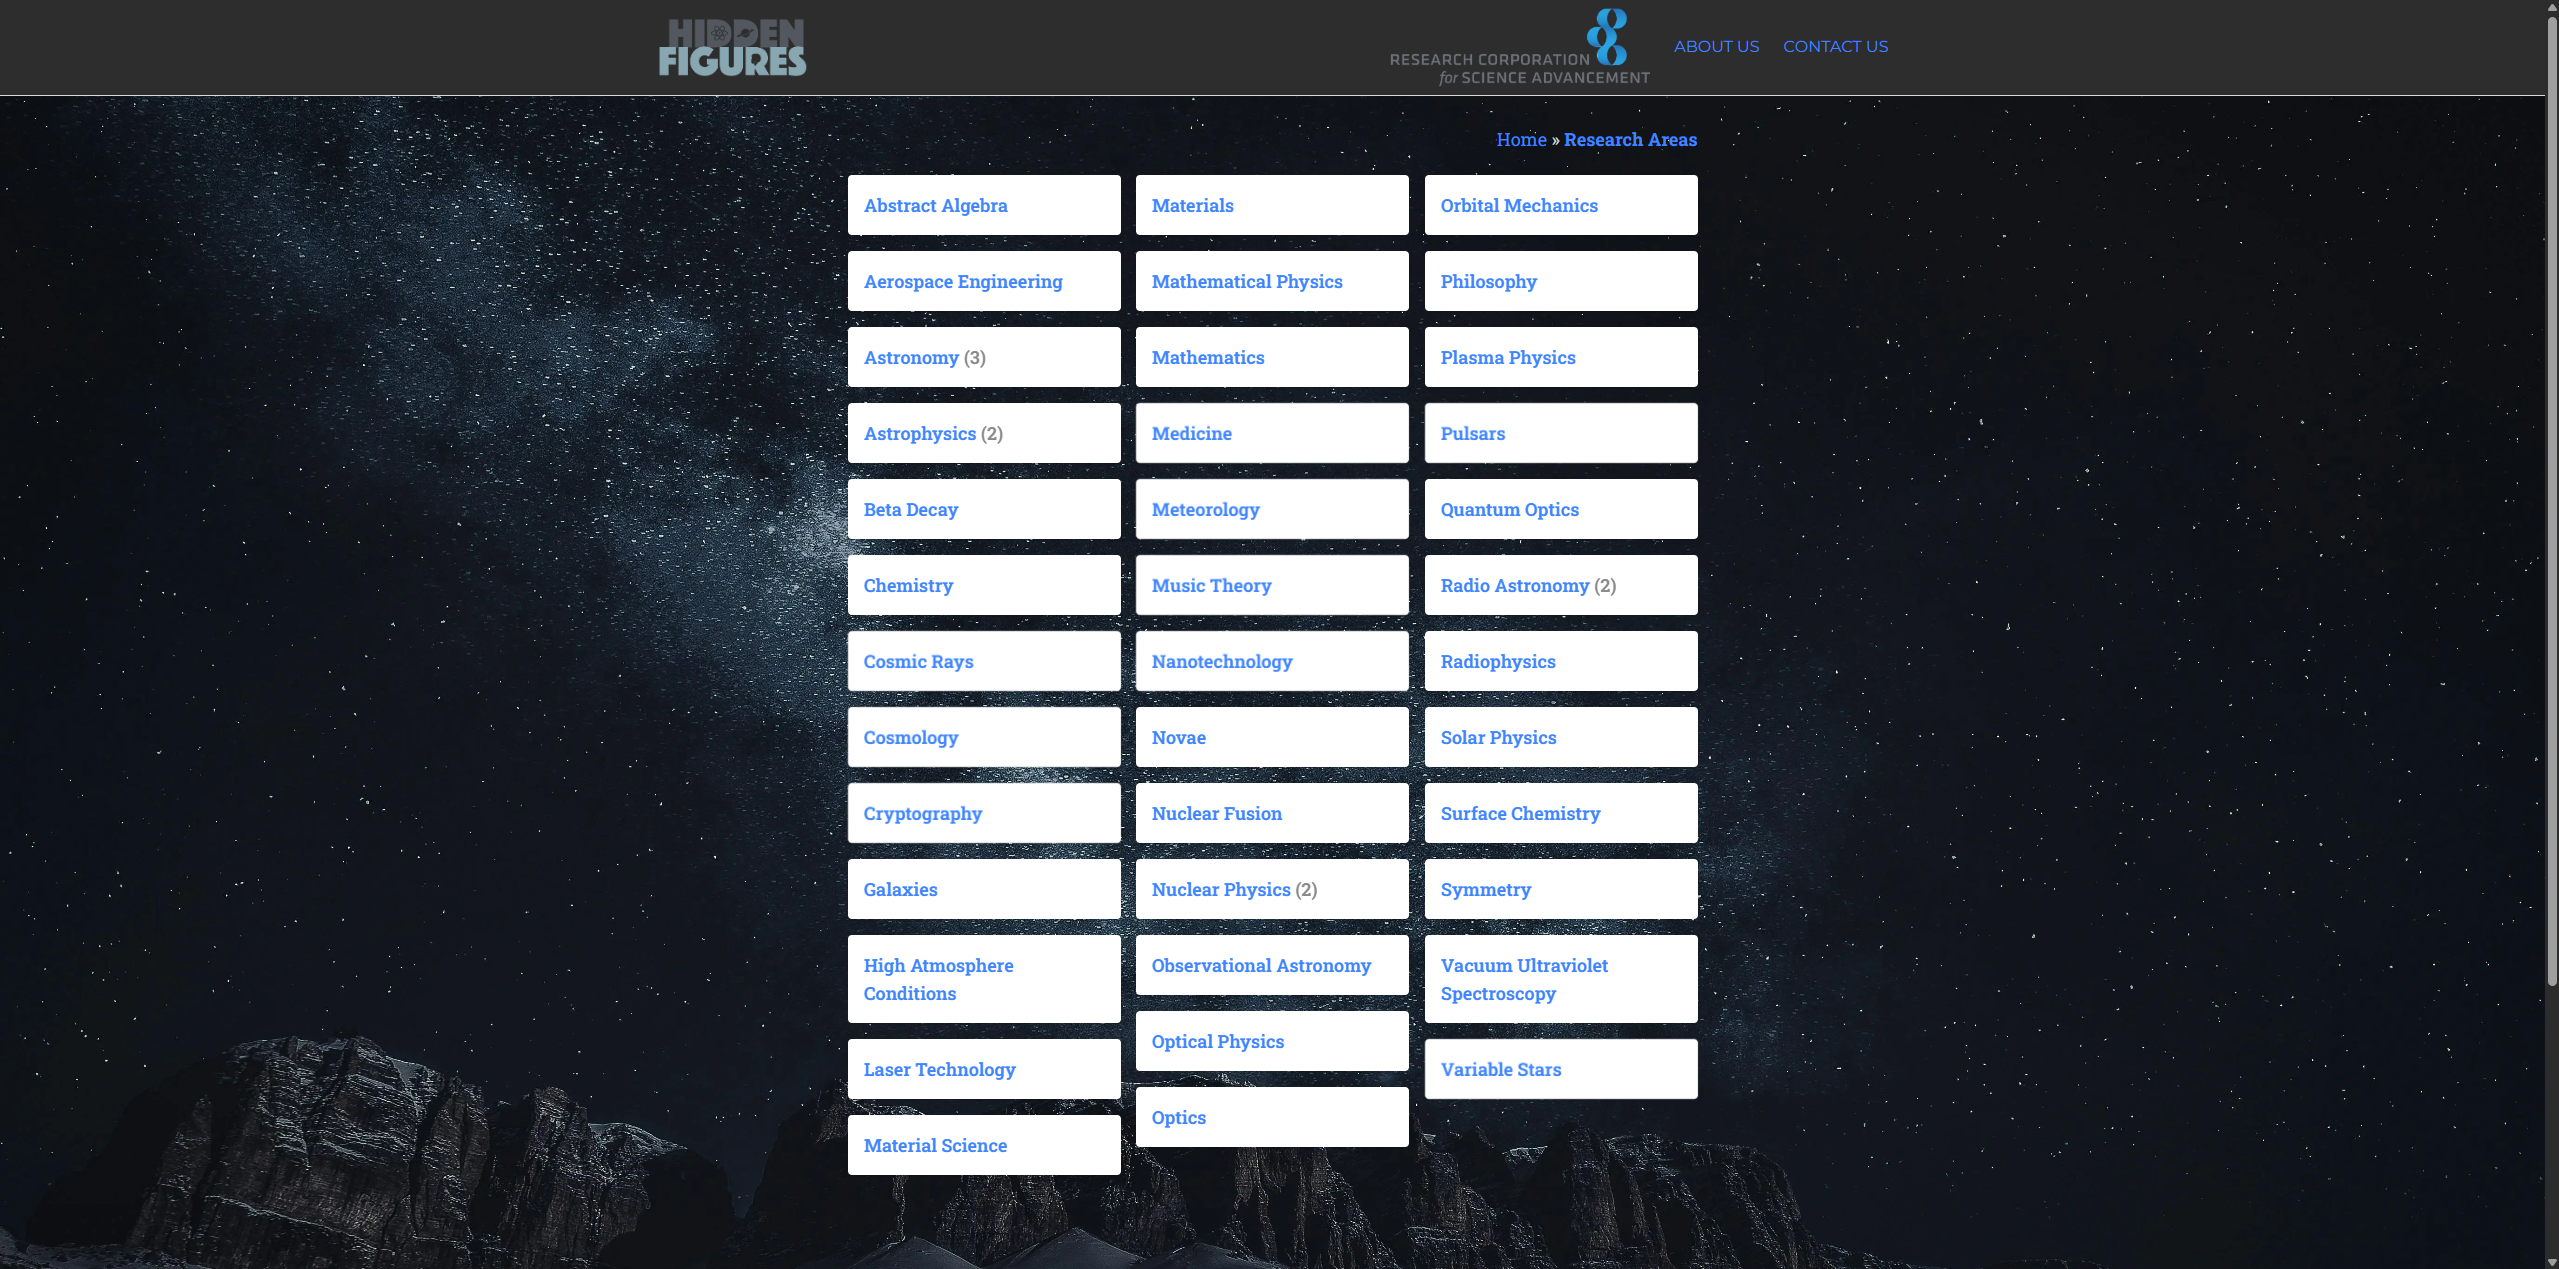 HIDDEN
FIGURES
RESEARCH CORPORATION
for SCIENCE ADVANCEMENT
ABOUT US
CONTACT US
Home » Research Areas
Abstract Algebra
Aerospace Engineering
Astronomy (3)
Astrophysics (2)
Beta Decay
Chemistry
Cosmic Rays
Cosmology
Cryptography
Galaxies
High Atmosphere
Conditions
Laser Technology
Material Science
Materials
Mathematical Physics
Mathematics
Medicine
Meteorology
Music Theory
Nanotechnology
Novae
Nuclear Fusion
Nuclear Physics (2)
Observational Astronomy
Optical Physics
Optics
Orbital Mechanics
Philosophy
Plasma Physics
Pulsars
Quantum Optics
Radio Astronomy (2)
Radiophysics
Solar Physics
Surface Chemistry
Symmetry
Vacuum Ultraviolet
Spectroscopy
Variable Stars